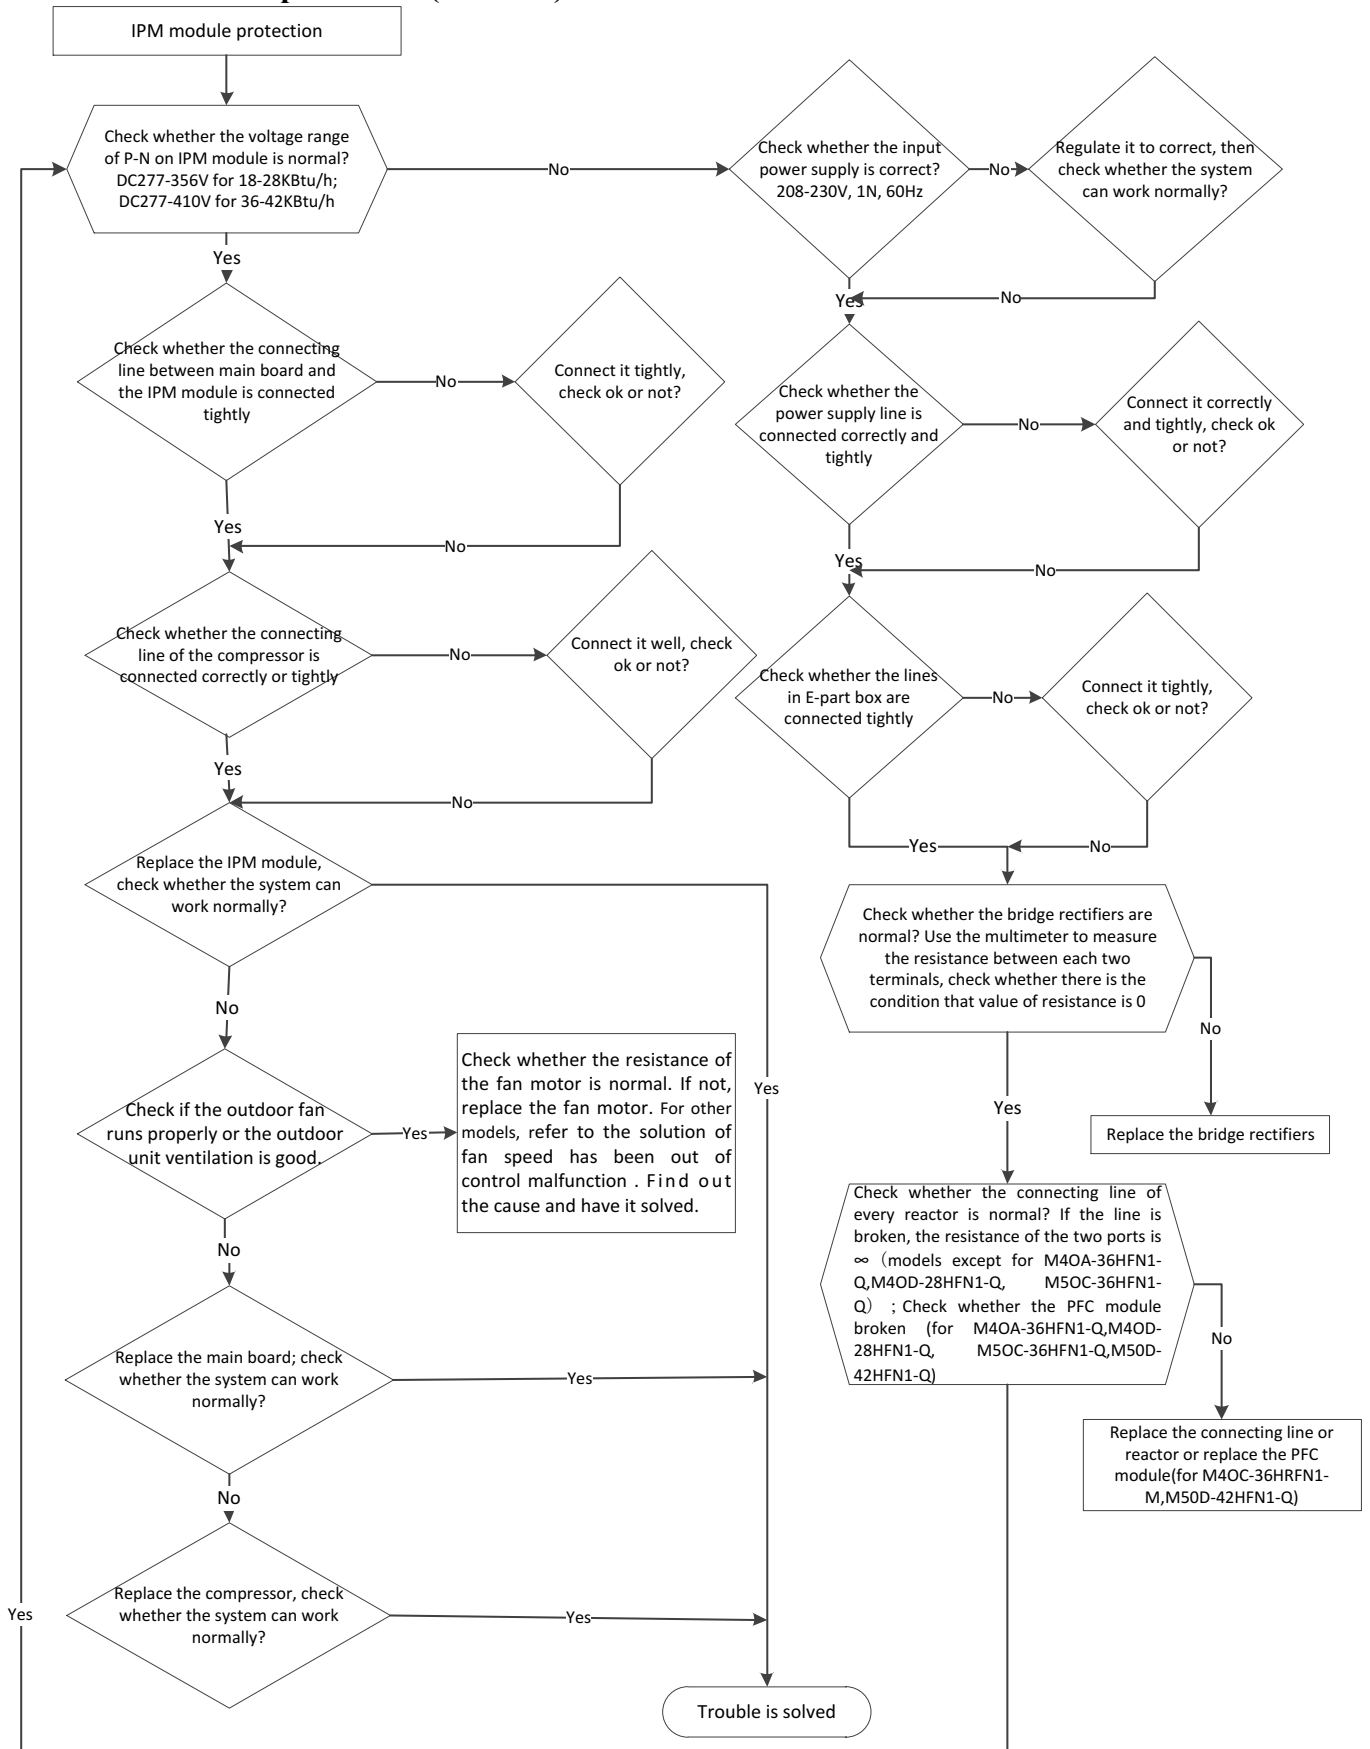 IPM module protection
Check whether the voltage range
of P-N on IPM module is normal?
DC277-356V for 18-28KBtu/h;
DC277-410V for 36-42KBtu/h
No
Check whether the input
power supply is correct?
208-230V, 1N, 60Hz
No
Regulate it to correct, then
check whether the system
can work normally?
Yes
Yes
No
Check whether the connecting
line between main board and
the IPM module is connected
tightly
No
Connect it tightly,
check ok or not?
Check whether the
power supply line is
connected correctly and
tightly
No
Connect it correctly
and tightly, check ok
or not?
Yes
No
Yes
No
Check whether the connecting
line of the compressor is
connected correctly or tightly
No
Connect it well, check
ok or not?
Check whether the lines
in E-part box are
connected tightly
No
Connect it tightly,
check ok or not?
Yes
No
Yes
No
Replace the IPM module,
check whether the system can
work normally?
Check whether the bridge rectifiers are
normal? Use the multimeter to measure
the resistance between each two
terminals, check whether there is the
condition that value of resistance is 0
No
No
Check if the outdoor fan
runs properly or the outdoor
unit ventilation is good.
Yes
Check whether the resistance of
the fan motor is normal. If not,
replace the fan motor. For other
models, refer to the solution of
fan speed has been out of
control malfunction . Find out
the cause and have it solved.
Yes
Yes
Replace the bridge rectifiers
No
Check whether the connecting line of
every reactor is normal? If the line is
broken, the resistance of the two ports is
∞（models except for M4OA-36HFN1-
Q,M4OD-28HFN1-Q, M5OC-36HFN1-
Q）；Check whether the PFC module
broken (for M4OA-36HFN1-Q,M4OD-
28HFN1-Q, M5OC-36HFN1-Q,M50D-
42HFN1-Q)
No
Replace the main board; check
whether the system can work
normally?
Yes
Replace the connecting line or
reactor or replace the PFC
module(for M4OC-36HRFN1-
M,M50D-42HFN1-Q)
No
Replace the compressor, check
whether the system can work
normally?
Yes
Yes
Trouble is solved